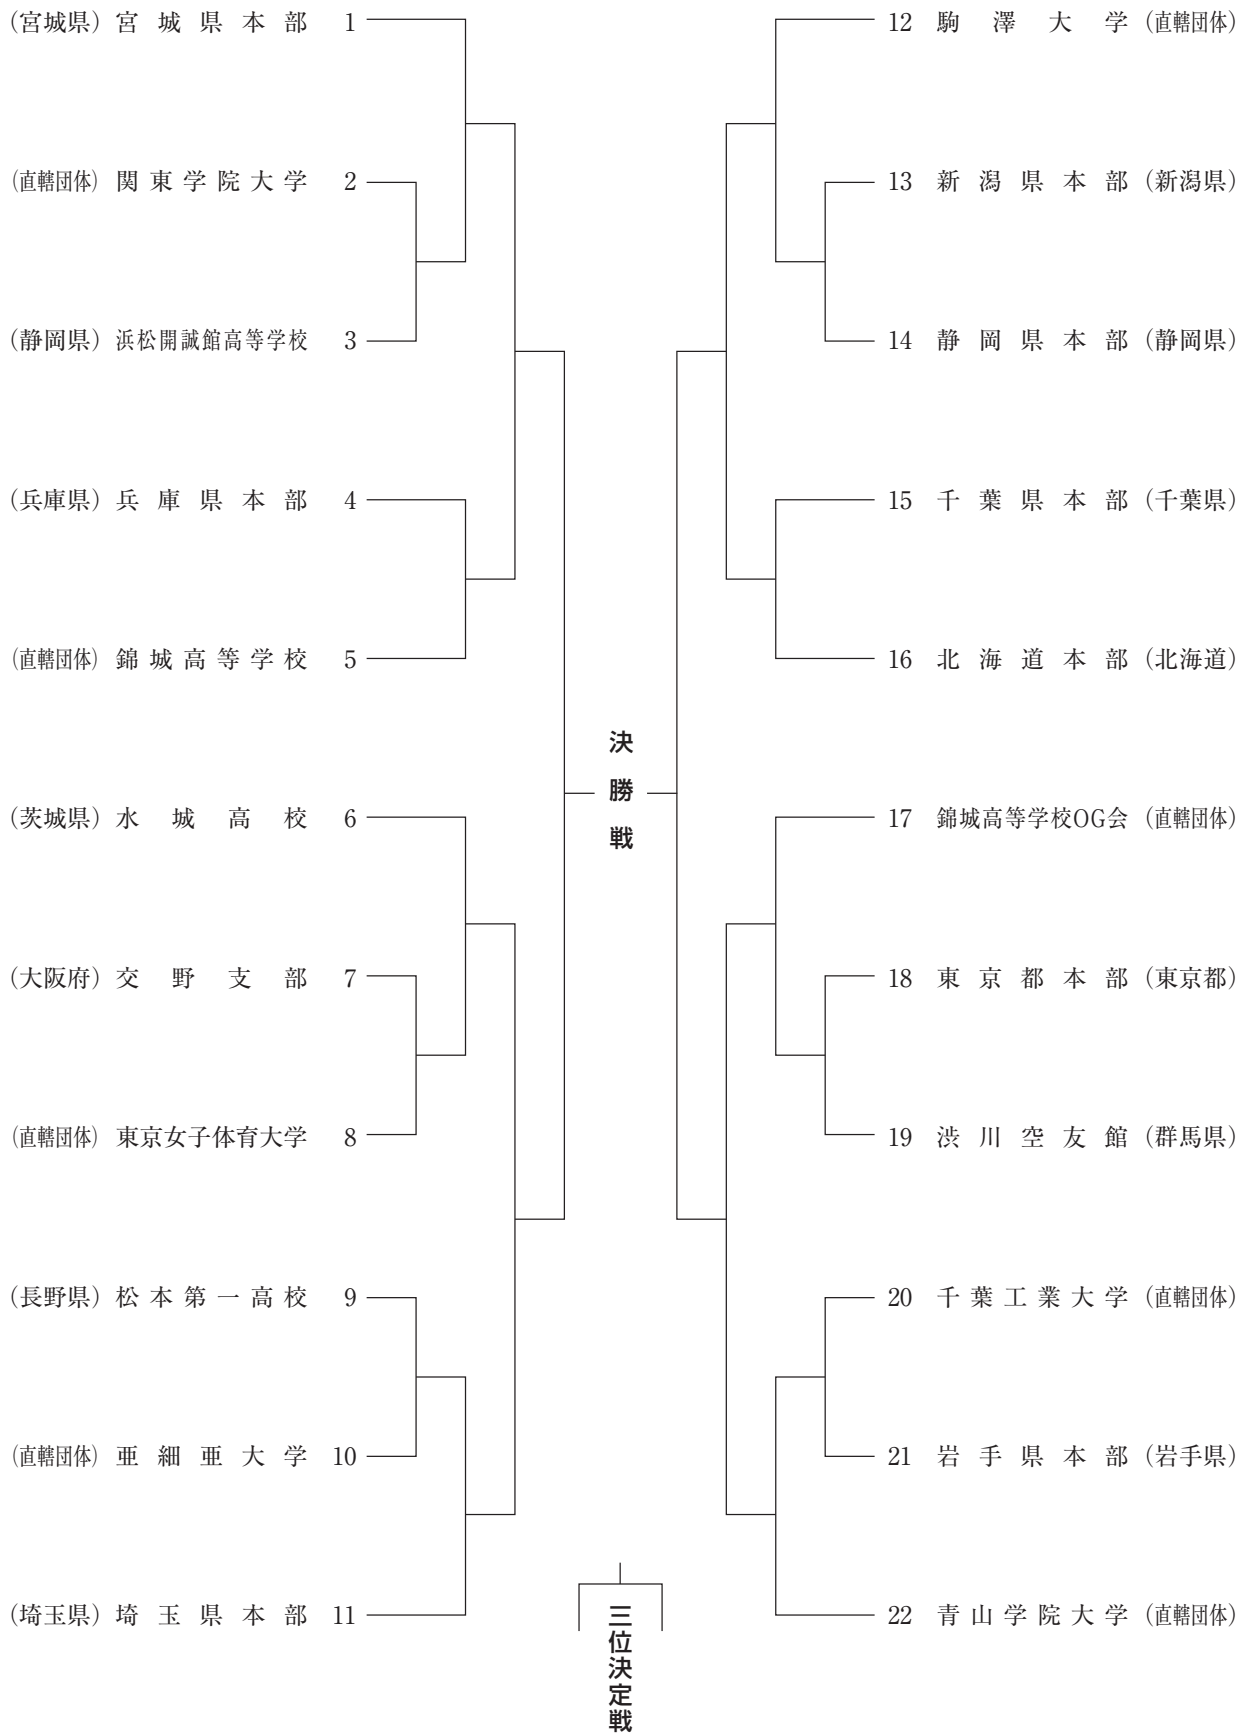 (宮城県) 宮城県本部 1
(直轄団体) 関東学院大学 2
(静岡県) 浜松開誠館高等学校 3
(兵庫県) 兵庫県本部 4
(直轄団体) 錦城高等学校 5
(茨城県) 水城高校 6
(大阪府) 交野支部 7
(直轄団体) 東京女子体育大学 8
(長野県) 松本第一高校 9
(直轄団体) 亜細亜大学 10
(埼玉県) 埼玉県本部 11
決勝戦
三位決定戦
12 駒澤大学 (直轄団体)
13 新潟県本部 (新潟県)
14 静岡県本部 (静岡県)
15 千葉県本部 (千葉県)
16 北海道本部 (北海道)
17 錦城高等学校OG会 (直轄団体)
18 東京都本部 (東京都)
19 渋川空友館 (群馬県)
20 千葉工業大学 (直轄団体)
21 岩手県本部 (岩手県)
22 青山学院大学 (直轄団体)